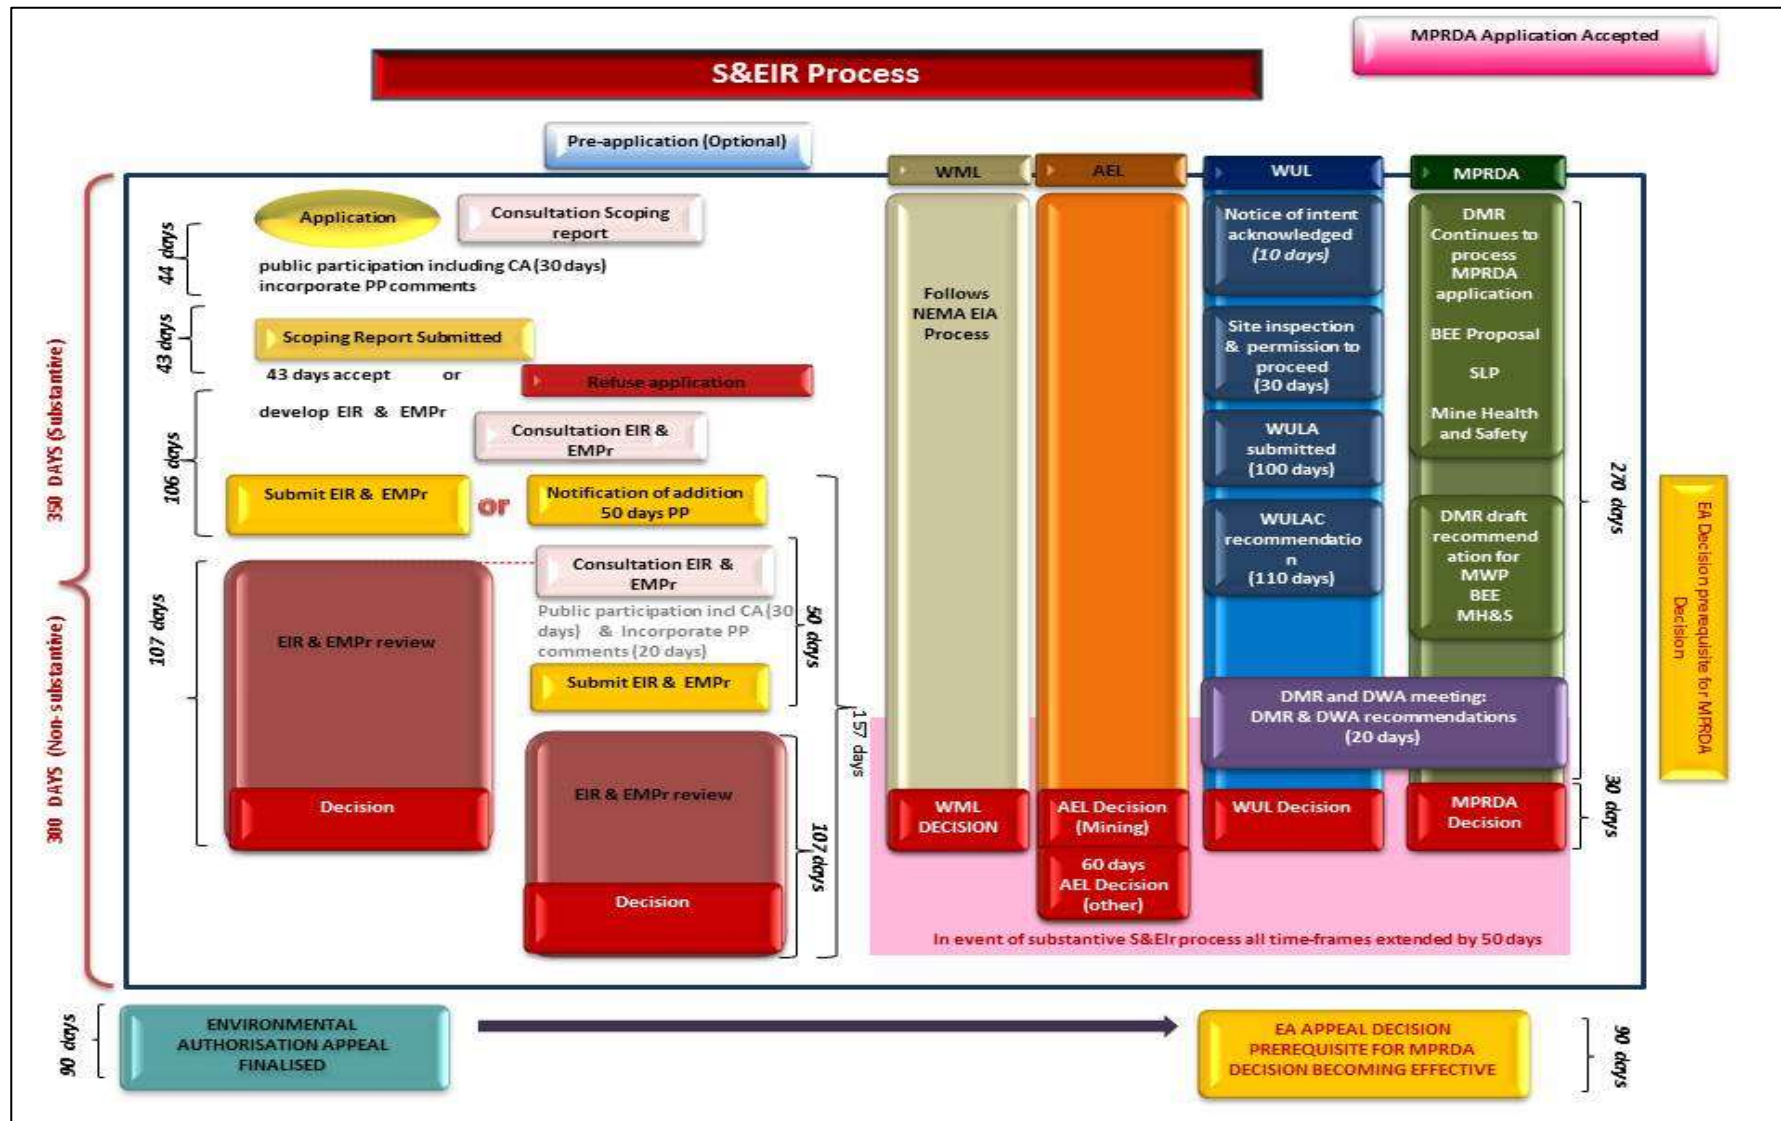 MPRDA Application Accepted
S&EIR Process
Pre-application (Optional)
350 DAYS (Substantive)
300 DAYS (Non-substantive)
44 days
Application
Consultation Scoping
report
public participation including CA (30 days)
incorporate PP comments
43 days
Scoping Report Submitted
43 days accept or
Refuse application
106 days
develop EIR & EMPr
Consultation EIR &
EMPr
Submit EIR & EMPr
or
Notification of addition
50 days PP
107 days
EIR & EMPr review
Decision
Consultation EIR &
EMPr
Public participation incl CA (30
days) & Incorporate PP
comments (20 days)
Submit EIR & EMPr
50 days
EIR & EMPr review
Decision
107 days
157 days
WML
Follows
NEMA EIA
Process
WML
DECISION
AEL
AEL Decision
(Mining)
60 days
AEL Decision
(other)
WUL
Notice of intent
acknowledged
(10 days)
Site inspection
& permission to
proceed
(30 days)
WULA
submitted
(100 days)
WULAC
recommendatio
n
(110 days)
DMR and DWA meeting:
DMR & DWA recommendations
(20 days)
WUL Decision
MPRDA
DMR
Continues to
process
MPRDA
application
BEE Proposal
SLP
Mine Health
and Safety
DMR draft
recommend
ation for
MWP
BEE
MH&S
MPRDA
Decision
270 days
30 days
EA Decision prerequisite for MPRDA
Decision
In event of substantive S&EIr process all time-frames extended by 50 days
90 days
ENVIRONMENTAL
AUTHORISATION APPEAL
FINALISED
EA APPEAL DECISION
PREREQUISITE FOR MPRDA
DECISION BECOMING EFFECTIVE
90 days